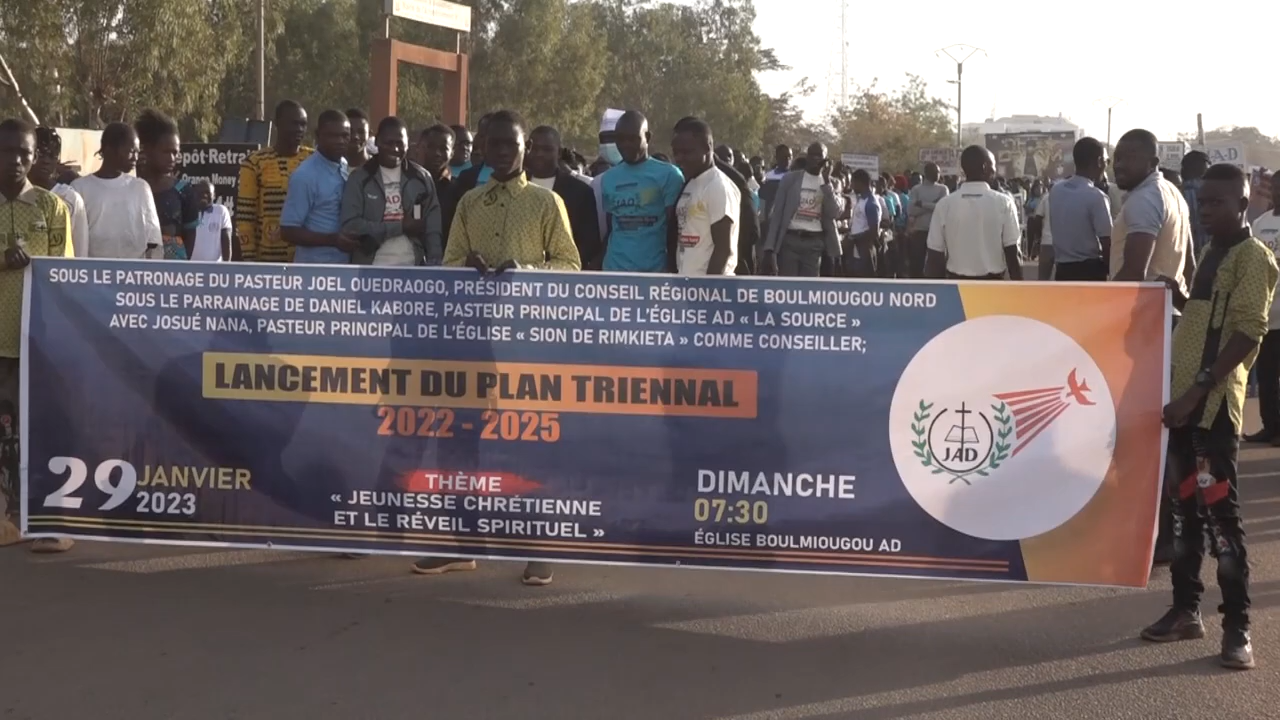 épôt-Retra
Orange Money
A-D
SOUS LE PATRONAGE DU PASTEUR JOEL OUEDRAOGO, PRÉSIDENT DU CONSEIL RÉGIONAL DE BOULMIOUGOU NORD
SOUS LE PARRAINAGE DE DANIEL KABORE, PASTEUR PRINCIPAL DE L'ÉGLISE AD « LA SOURCE »
AVEC JOSUÉ NANA, PASTEUR PRINCIPAL DE L'ÉGLISE « SION DE RIMKIETA » COMME CONSEILLER;
LANCEMENT DU PLAN TRIENNAL
2022 - 2025
29 JANVIER
2023
THÈME
« JEUNESSE CHRÉTIENNE
ET LE RÉVEIL SPIRITUEL »
DIMANCHE
07:30
ÉGLISE BOULMIOUGOU AD
JAD